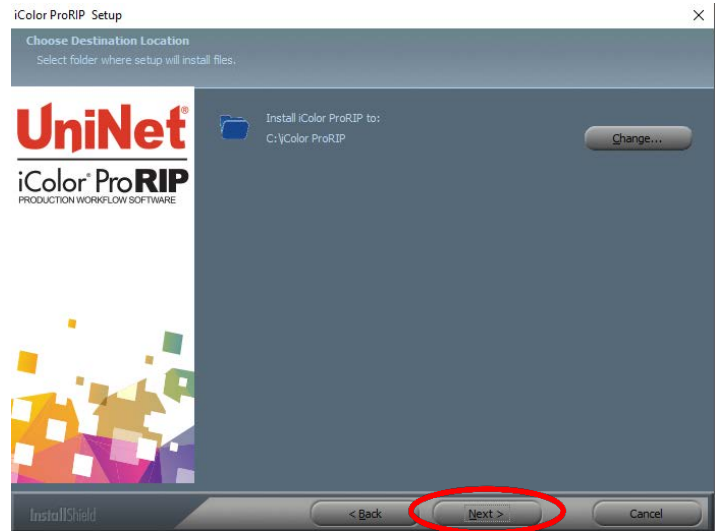 iColor ProRIP Setup
Choose Destination Location
Select folder where setup will install files.
UniNet®
iColor® ProRIP
PRODUCTION WORKFLOW SOFTWARE
Install iColor ProRIP to:
C:\iColor ProRIP
Change...
InstallShield
< Back
Next >
Cancel